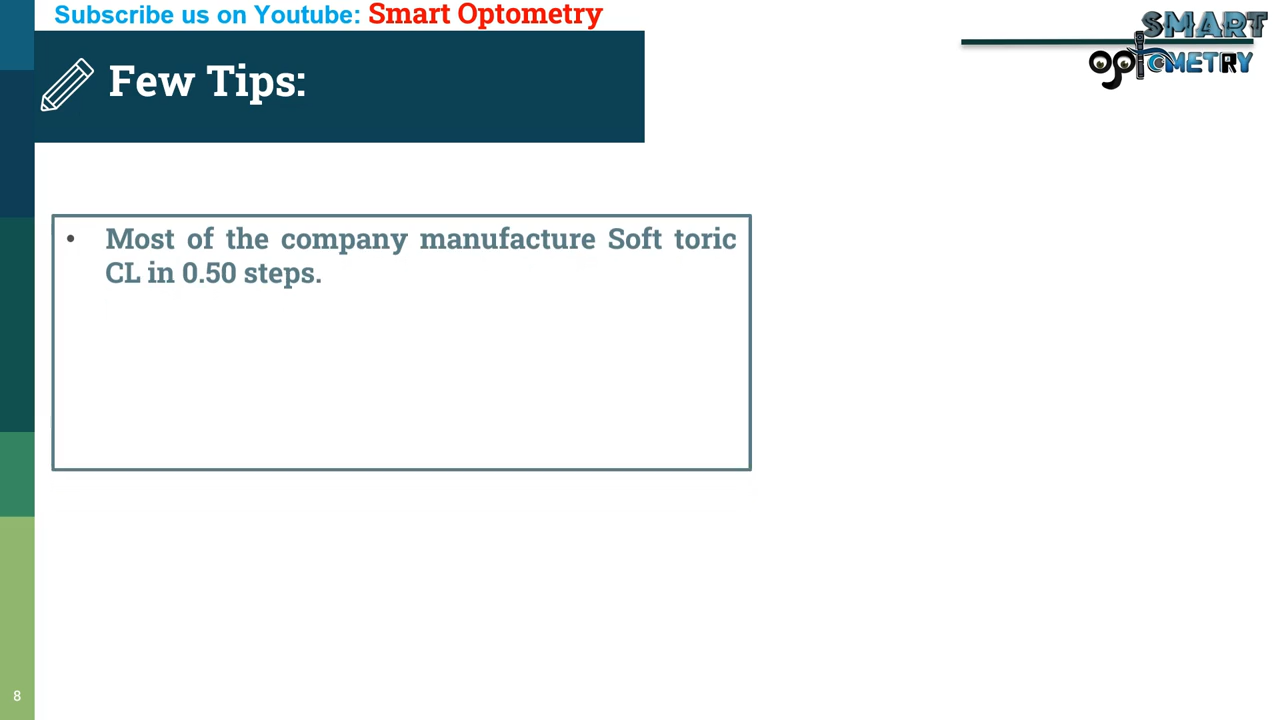 Subscribe us on Youtube: Smart Optometry
SMART
OptOMETRY
Few Tips:
• Most of the company manufacture Soft toric
CL in 0.50 steps.
8